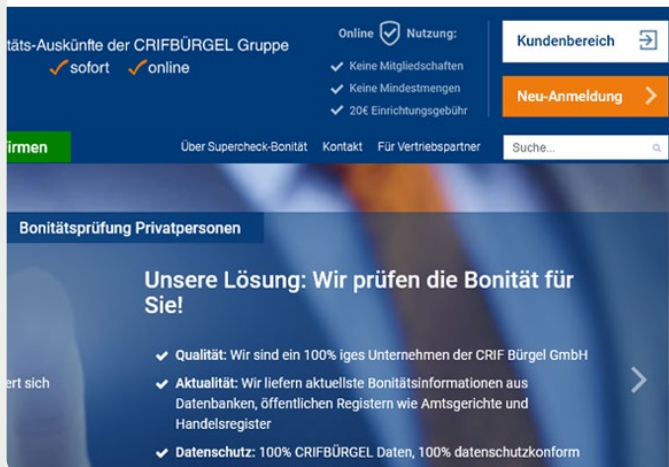 täts-Auskünfte der CRIFBÜRGEL Gruppe
sofort online
Online Nutzung:
Keine Mitgliedschaften
Keine Mindestmengen
20€ Einrichtungsgebühr
Kundenbereich
Neu-Anmeldung
irmen
Über Supercheck-Bonität Kontakt Für Vertriebspartner
Suche...
Bonitätsprüfung Privatpersonen
Unsere Lösung: Wir prüfen die Bonität für
Sie!
Qualität: Wir sind ein 100% iges Unternehmen der CRIF Bürgel GmbH
ert sich
Aktualität: Wir liefern aktuellste Bonitätsinformationen aus
Datenbanken, öffentlichen Registern wie Amtsgerichte und
Handelsregister
Datenschutz: 100% CRIFBÜRGEL Daten, 100% datenschutzkonform